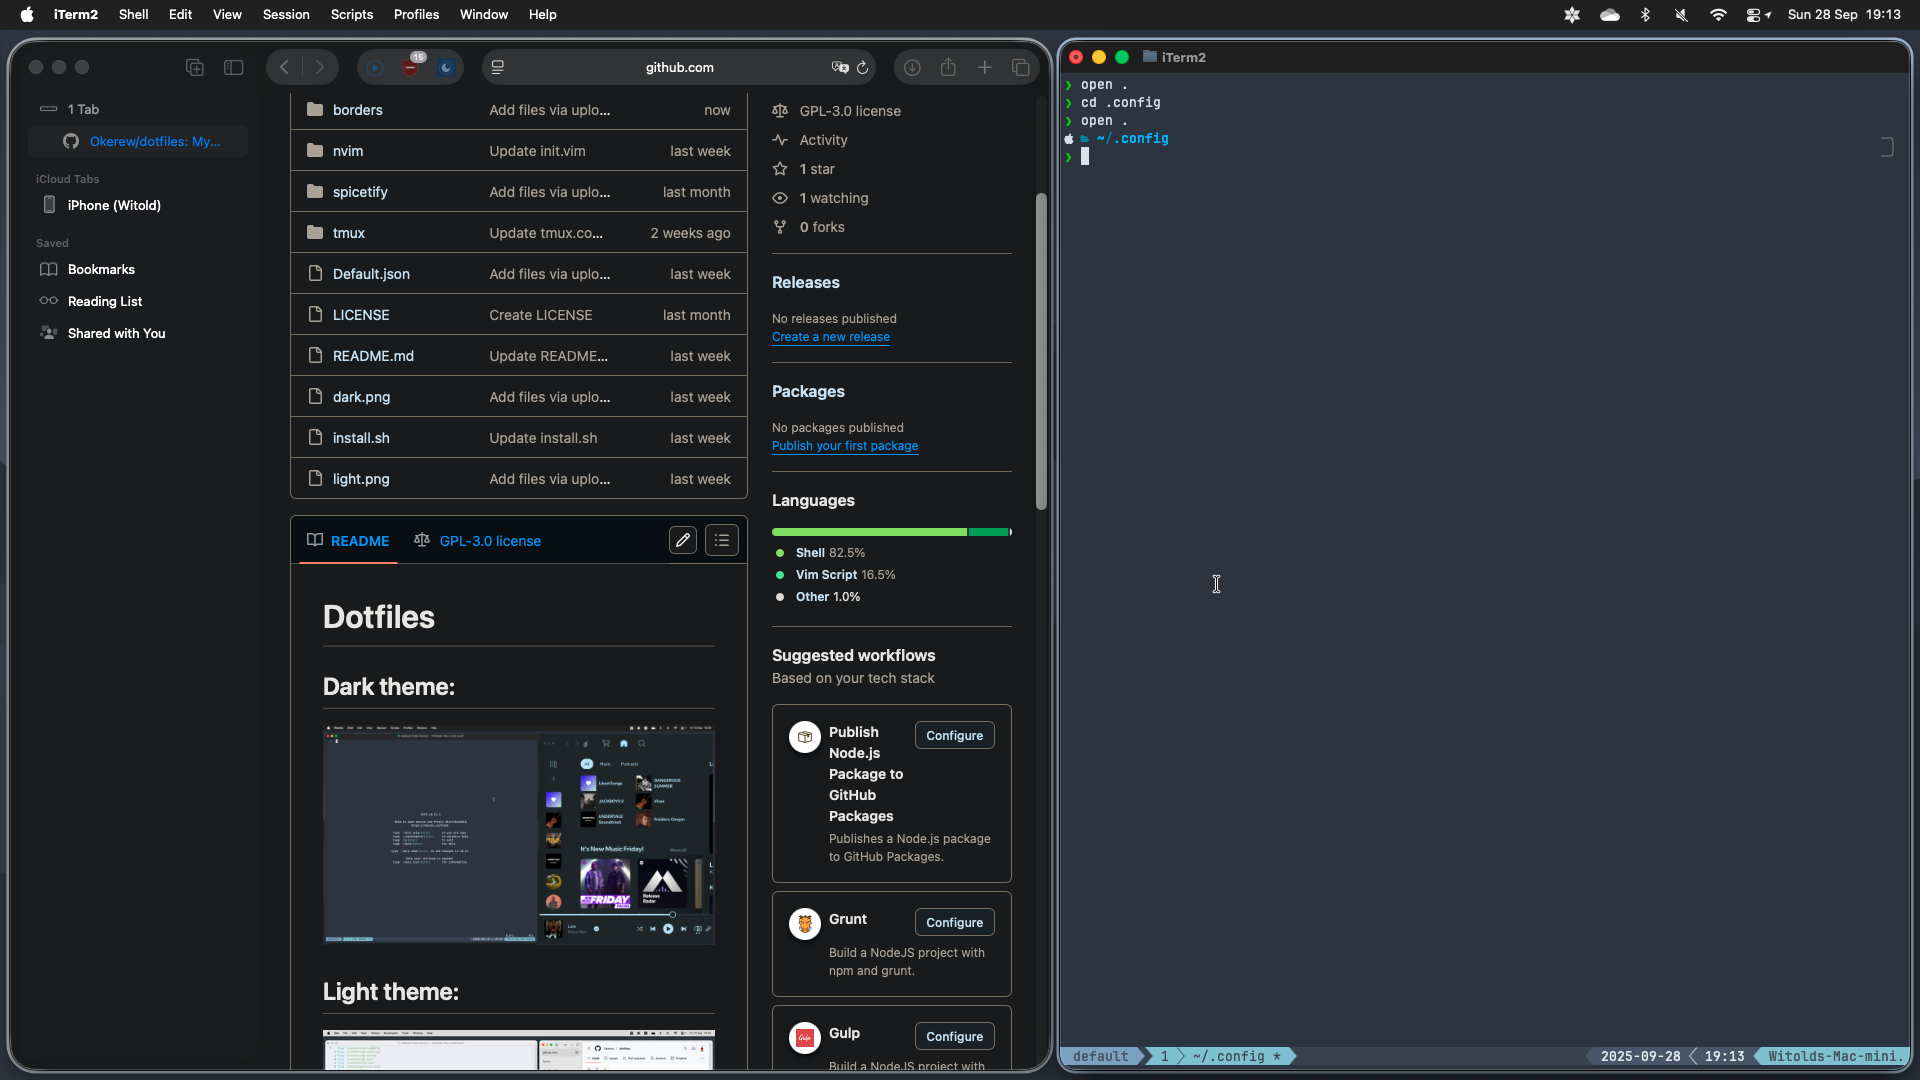 iTerm2 Shell Edit View Session Scripts Profiles Window Help
Sun 28 Sep 19:13
15
github.com
1 Tab
Okerew/dotfiles: My...
iCloud Tabs
iPhone (Witold)
Saved
Bookmarks
Reading List
Shared with You
borders Add files via uplo... now
nvim Update init.vim last week
spicetify Add files via uplo... last month
tmux Update tmux.co... 2 weeks ago
Default.json Add files via uplo... last week
LICENSE Create LICENSE last month
README.md Update README... last week
dark.png Add files via uplo... last week
install.sh Update install.sh last week
light.png Add files via uplo... last week
README GPL-3.0 license
Dotfiles
Dark theme:
It's New Music Friday!
FRIDAY
Release
Radar
Light theme:
GPL-3.0 license
Activity
1 star
1 watching
0 forks
Releases
No releases published
Create a new release
Packages
No packages published
Publish your first package
Languages
Shell 82.5%
Vim Script 16.5%
Other 1.0%
Suggested workflows
Based on your tech stack
Publish
Node.js
Package to
GitHub
Packages
Configure
Publishes a Node.js package
to GitHub Packages.
Grunt
Configure
Build a NodeJS project with
npm and grunt.
Gulp
Configure
Build a NodeJS project with
iTerm2
❯ open .
❯ cd .config
❯ open .
~/.config
❯
default 1 ~/.config *
2025-09-28 19:13 Witolds-Mac-mini.